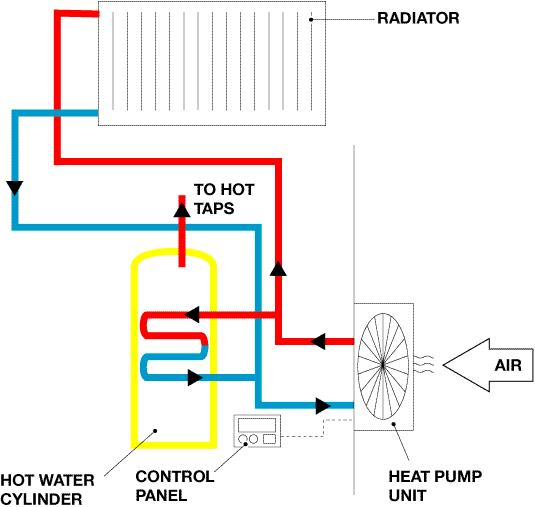 RADIATOR
TO HOT
TAPS
AIR
HOT WATER
CYLINDER
CONTROL
PANEL
HEAT PUMP
UNIT